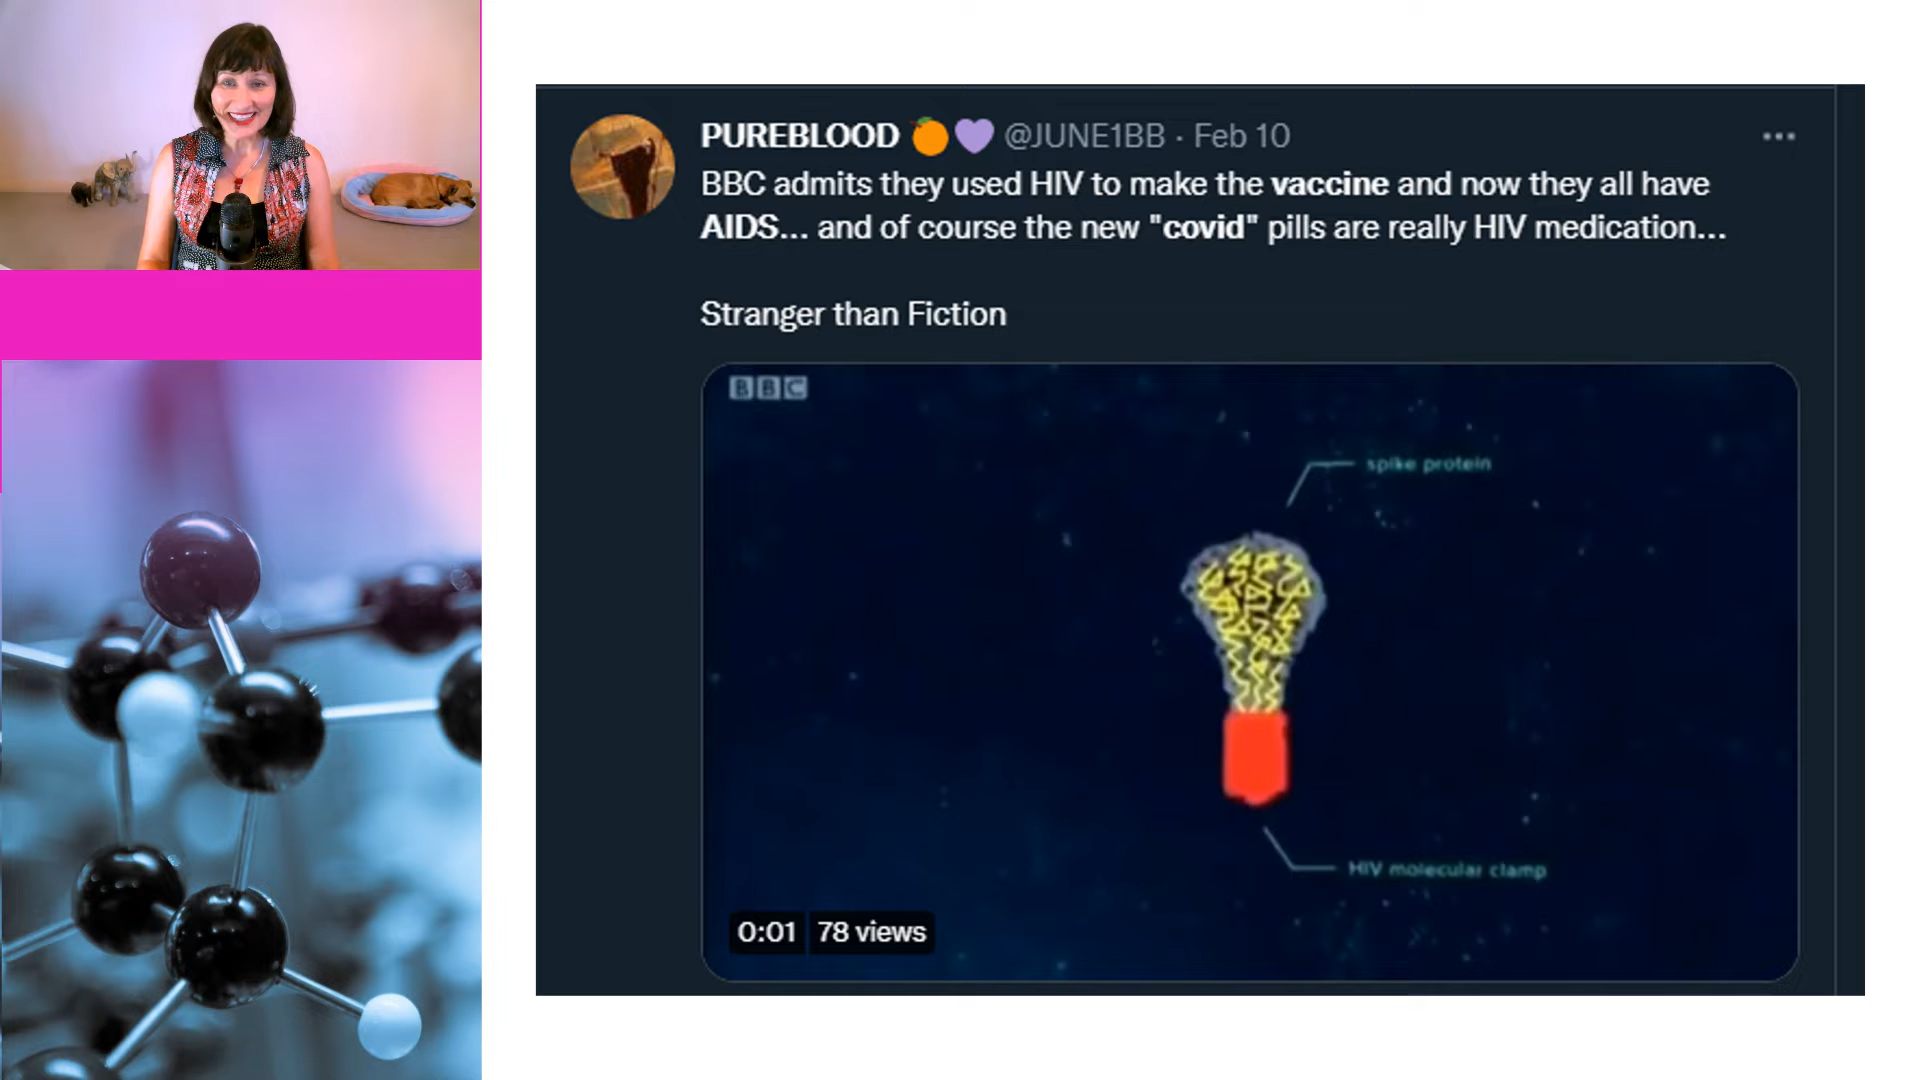 PUREBLOOD 🍊💜 @JUNE1BB · Feb 10
BBC admits they used HIV to make the vaccine and now they all have
AIDS... and of course the new "covid" pills are really HIV medication...
Stranger than Fiction
BBC
spike protein
HIV molecular clamp
0:01 78 views